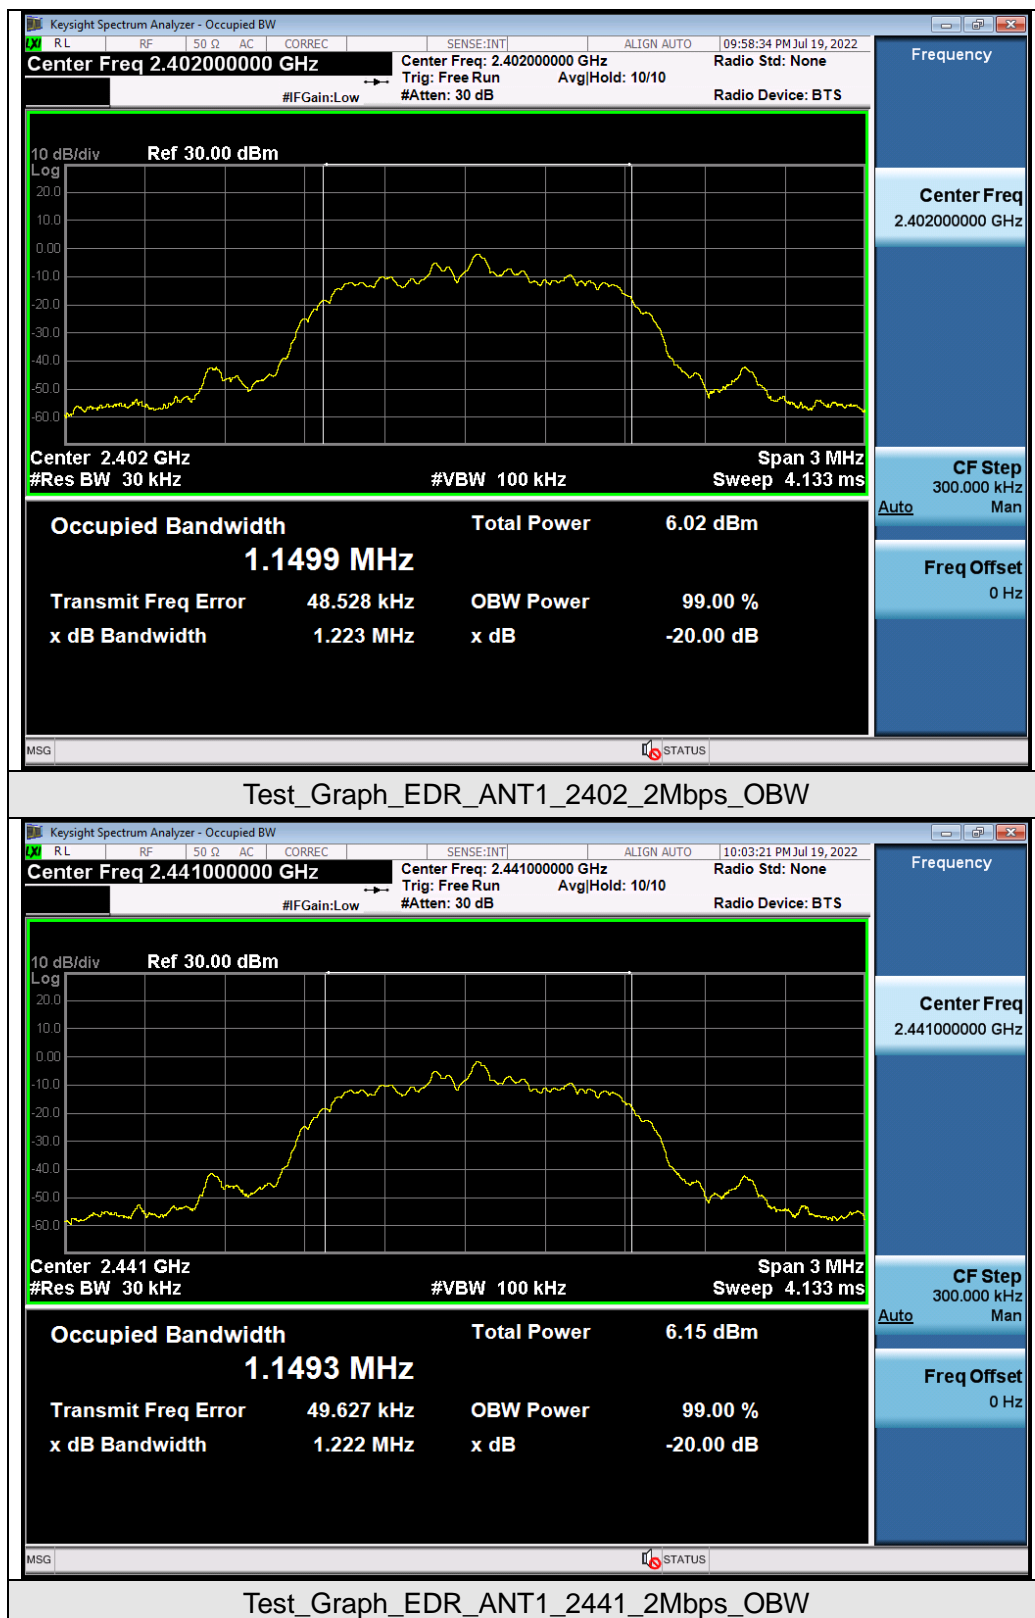 Keysight Spectrum Analyzer - Occupied BW
LXI RL RF 50 Ω AC CORREC SENSE:INT ALIGN AUTO 09:58:34 PM Jul 19, 2022
Center Freq 2.402000000 GHz
Center Freq: 2.402000000 GHz
Radio Std: None
Trig: Free Run Avg|Hold: 10/10
#IFGain:Low
#Atten: 30 dB
Radio Device: BTS
Frequency
10 dB/div Ref 30.00 dBm
Log
20.0
10.0
0.00
-10.0
-20.0
-30.0
-40.0
-50.0
-60.0
Center 2.402 GHz Span 3 MHz
#Res BW 30 kHz #VBW 100 kHz Sweep 4.133 ms
Center Freq
2.402000000 GHz
CF Step
300.000 kHz
Auto Man
Freq Offset
0 Hz
Occupied Bandwidth Total Power 6.02 dBm
1.1499 MHz
Transmit Freq Error 48.528 kHz OBW Power 99.00 %
x dB Bandwidth 1.223 MHz x dB -20.00 dB
MSG STATUS
Test_Graph_EDR_ANT1_2402_2Mbps_OBW
Keysight Spectrum Analyzer - Occupied BW
LXI RL RF 50 Ω AC CORREC SENSE:INT ALIGN AUTO 10:03:21 PM Jul 19, 2022
Center Freq 2.441000000 GHz
Center Freq: 2.441000000 GHz
Radio Std: None
Trig: Free Run Avg|Hold: 10/10
#IFGain:Low
#Atten: 30 dB
Radio Device: BTS
Frequency
10 dB/div Ref 30.00 dBm
Log
20.0
10.0
0.00
-10.0
-20.0
-30.0
-40.0
-50.0
-60.0
Center 2.441 GHz Span 3 MHz
#Res BW 30 kHz #VBW 100 kHz Sweep 4.133 ms
Center Freq
2.441000000 GHz
CF Step
300.000 kHz
Auto Man
Freq Offset
0 Hz
Occupied Bandwidth Total Power 6.15 dBm
1.1493 MHz
Transmit Freq Error 49.627 kHz OBW Power 99.00 %
x dB Bandwidth 1.222 MHz x dB -20.00 dB
MSG STATUS
Test_Graph_EDR_ANT1_2441_2Mbps_OBW